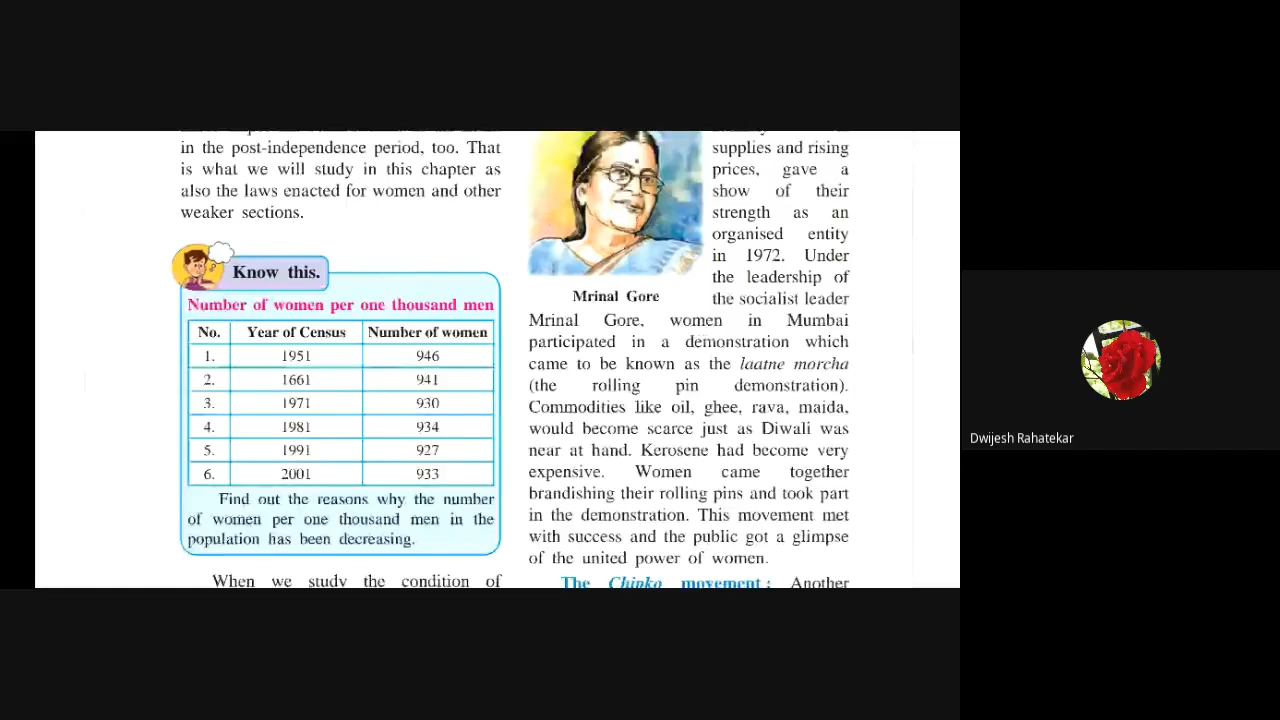 in the post-independence period, too. That
is what we will study in this chapter as
also the laws enacted for women and other
weaker sections.
Know this.
Number of women per one thousand men
No. Year of Census Number of women
1. 1951 946
2. 1661 941
3. 1971 930
4. 1981 934
5. 1991 927
6. 2001 933
Find out the reasons why the number
of women per one thousand men in the
population has been decreasing.
When we study the condition of
supplies and rising
prices, gave a
show of their
strength as an
organised entity
in 1972. Under
the leadership of
Mrinal Gore
the socialist leader
Mrinal Gore, women in Mumbai
participated in a demonstration which
came to be known as the laatne morcha
(the rolling pin demonstration).
Commodities like oil, ghee, rava, maida,
would become scarce just as Diwali was
near at hand. Kerosene had become very
expensive. Women came together
brandishing their rolling pins and took part
in the demonstration. This movement met
with success and the public got a glimpse
of the united power of women.
The Chipko movement : Another
Dwijesh Rahatekar